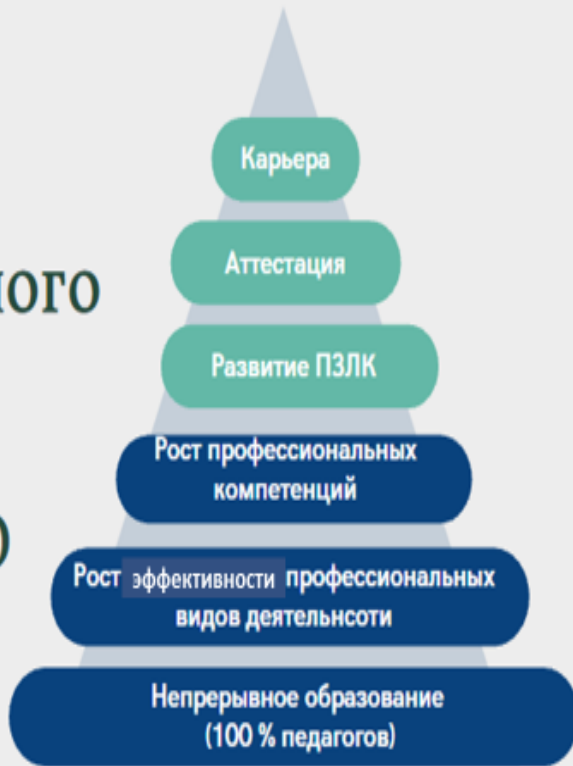 Карьера
Аттестация
ного
Развитие ПЗЛК
Рост профессиональных
компетенций
Рост эффективности профессиональных
видов деятельнсоти
Непрерывное образование
(100 % педагогов)